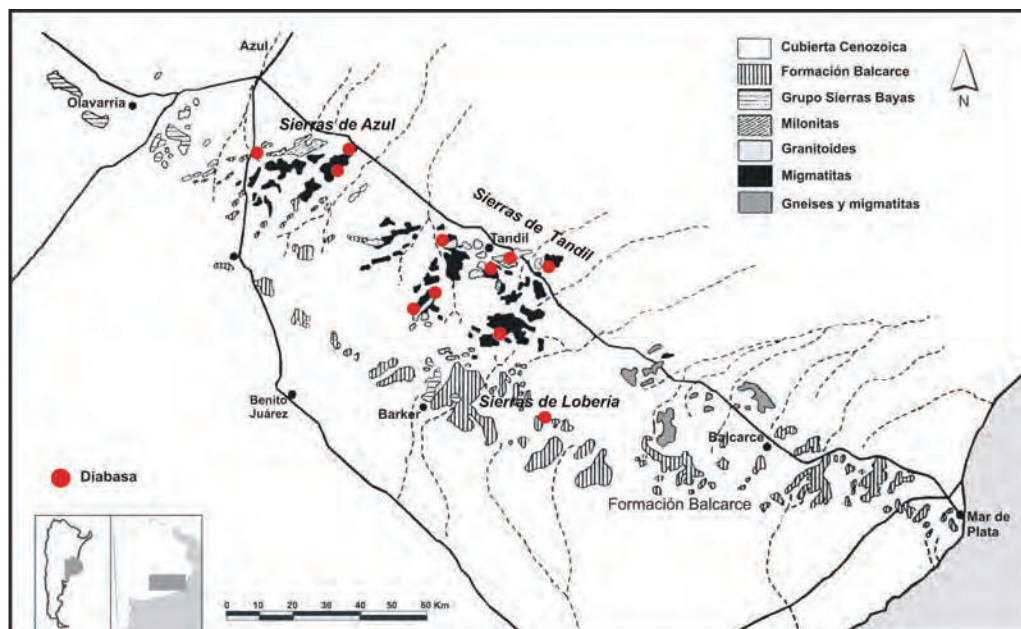 Azul
Olavarría
Sierras de Azul
Sierras de Tandil
Tandil
Benito
Juárez
Barker
Sierras de Lobería
Balcarce
Formación Balcarce
Mar de
Plata
Cubierta Cenozoica
Formación Balcarce
Grupo Sierras Bayas
Milonitas
Granitoides
Migmatitas
Gneises y migmatitas
N
Diabasa
0 10 20 30 40 50 60 Km